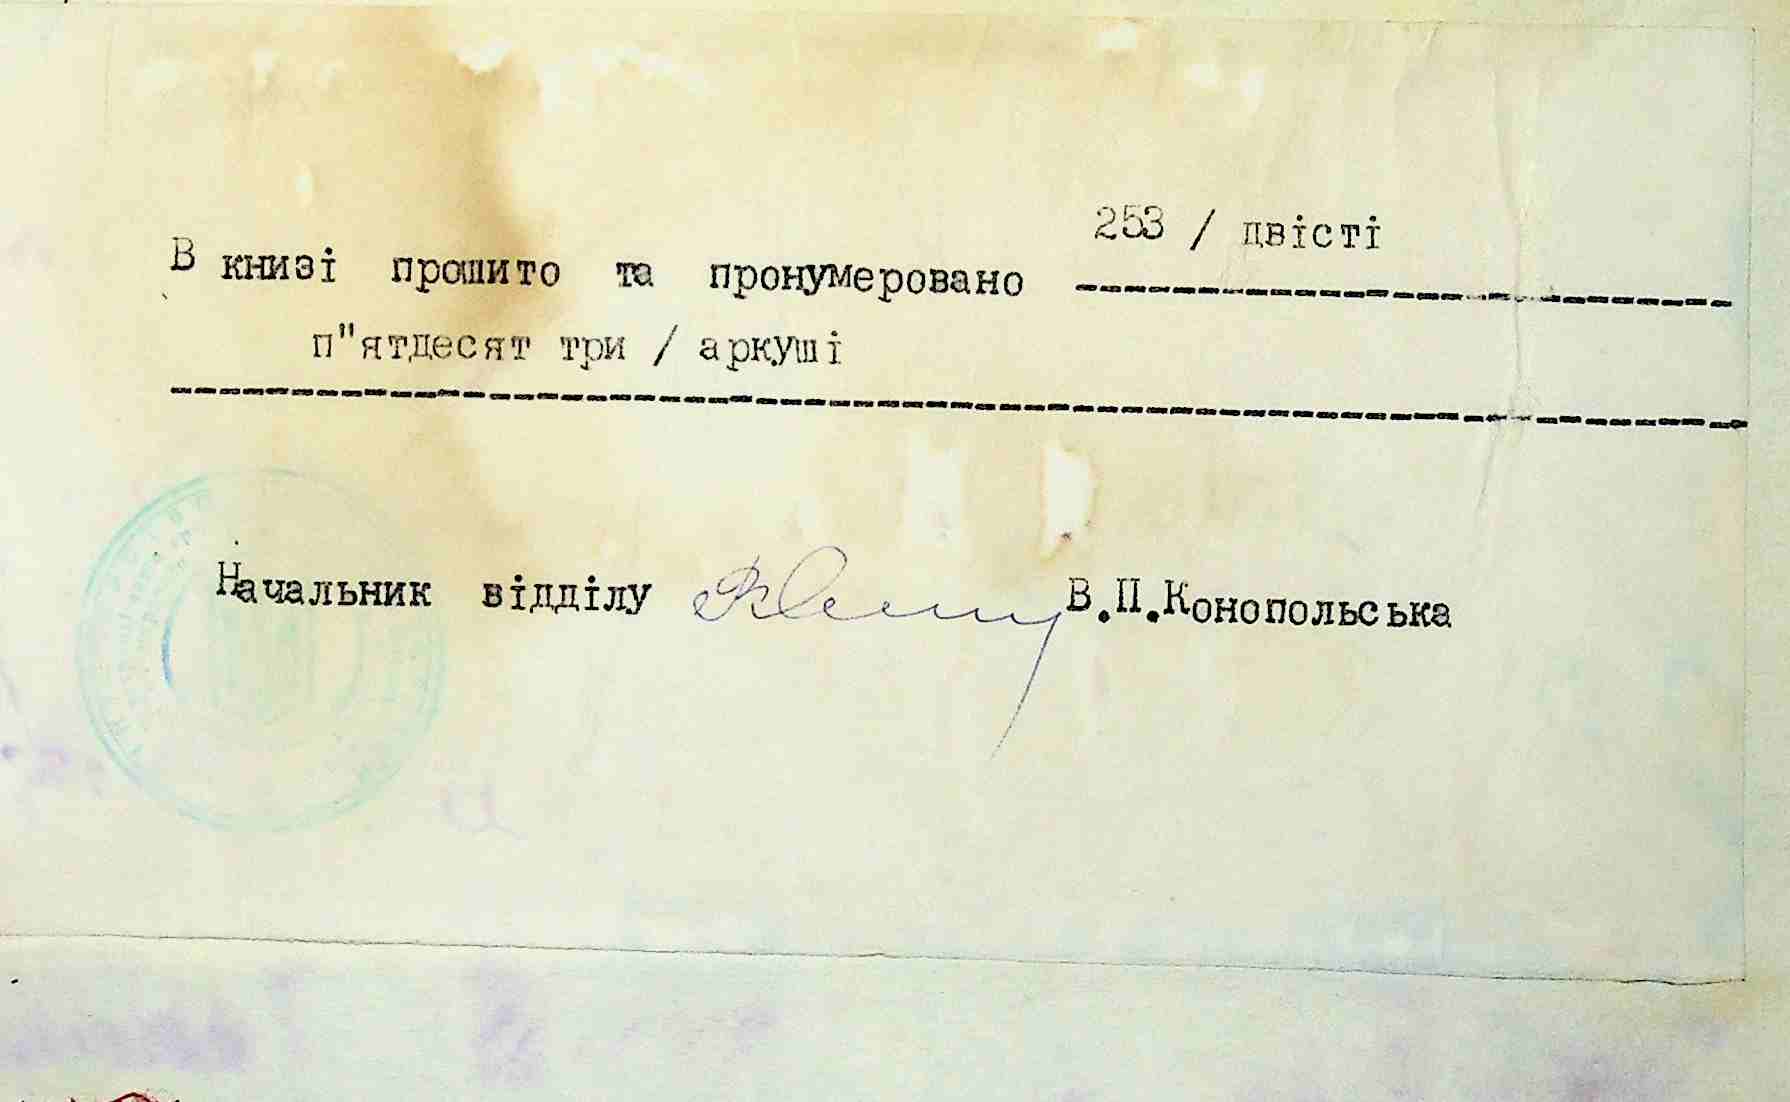 253 / двісті
В книзі прошито та пронумеровано
п"ятдесят три / аркуші
Начальник відділу В.П.Конопольська